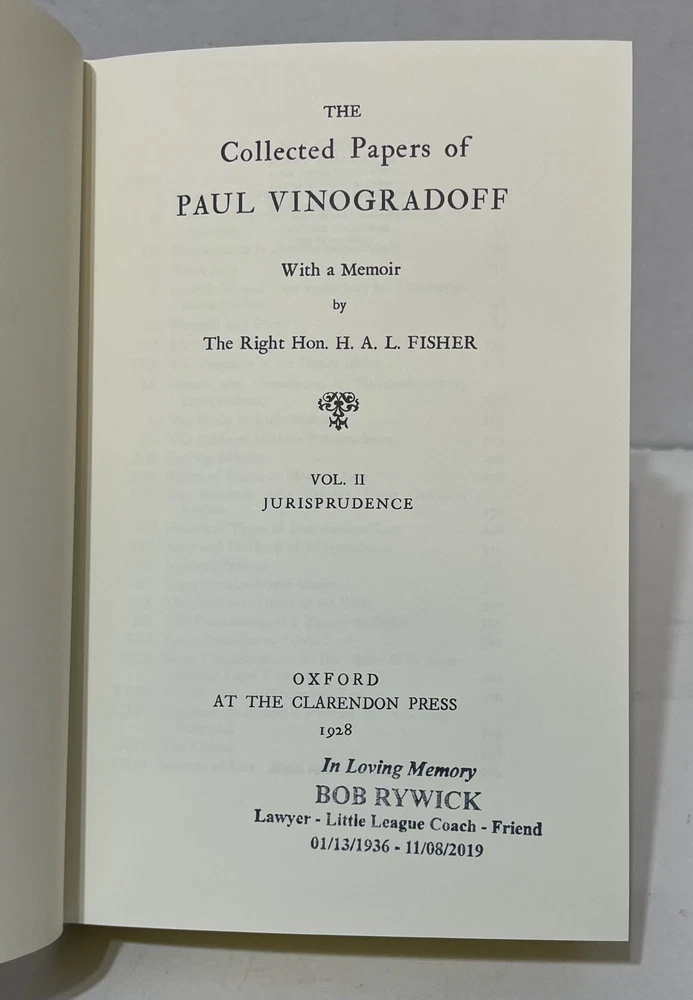 THE
Collected Papers of
PAUL VINOGRADOFF
With a Memoir
by
The Right Hon. H. A. L. FISHER
VOL. II
JURISPRUDENCE
OXFORD
AT THE CLARENDON PRESS
1928
In Loving Memory
BOB RYWICK
Lawyer - Little League Coach - Friend
01/13/1936 - 11/08/2019